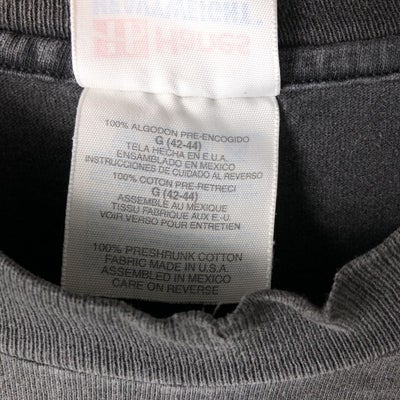 HEAVYWEIGHT
Hanes
100% ALGODON PRE-ENCOGIDO
G (42-44)
TELA HECHA EN E.U.A.
ENSAMBLADO EN MEXICO
INSTRUCCIONES DE CUIDADO AL REVERSO
100% COTON PRE-RETRECI
G (42-44)
ASSEMBLE AU MEXIQUE
TISSU FABRIQUE AUX E.-U.
VOIR VERSO POUR ENTRETIEN
100% PRESHRUNK COTTON
FABRIC MADE IN U.S.A.
ASSEMBLED IN MEXICO
CARE ON REVERSE